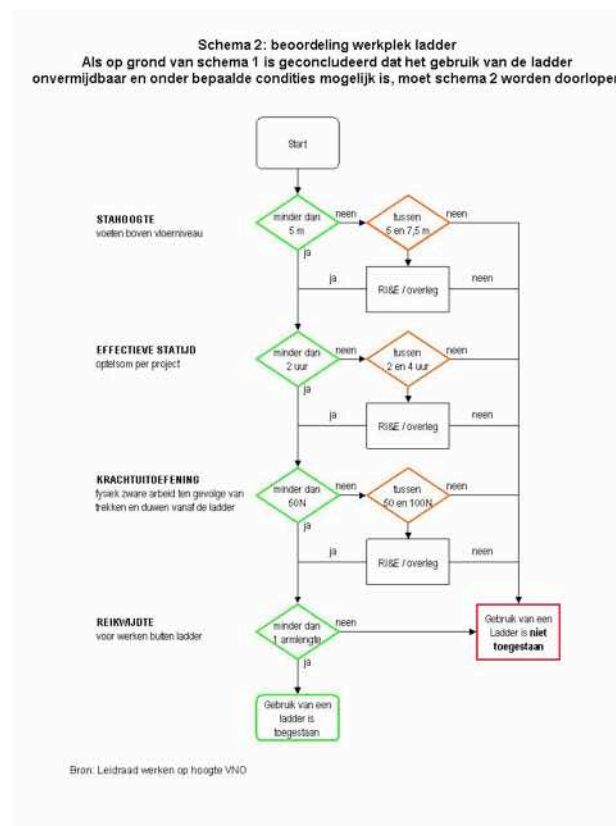 Schema 2: beoordeling werkplek ladder
Als op grond van schema 1 is geconcludeerd dat het gebruik van de ladder
onvermijdbaar en onder bepaalde condities mogelijk is, moet schema 2 worden doorlopen
Start
STAHOOGTE
voeten boven vloerniveau
minder dan
5 m
neen
tussen
5 en 7,5 m
neen
ja
ja
RI&E / overleg
neen
EFFECTIEVE STATIJD
optelsom per project
minder dan
2 uur
neen
tussen
2 en 4 uur
neen
ja
ja
RI&E / overleg
neen
KRACHTUITOEFENING
fysiek zware arbeid ten gevolge van
trekken en duwen vanaf de ladder
minder dan
50N
neen
tussen
50 en 100N
neen
ja
ja
RI&E / overleg
neen
REIKWIJDTE
voor werken buiten ladder
minder dan
1 armlengte
neen
ja
Gebruik van een
Ladder is niet
toegestaan
Gebruik van een
ladder is
toegestaan
Bron: Leidraad werken op hoogte VNO